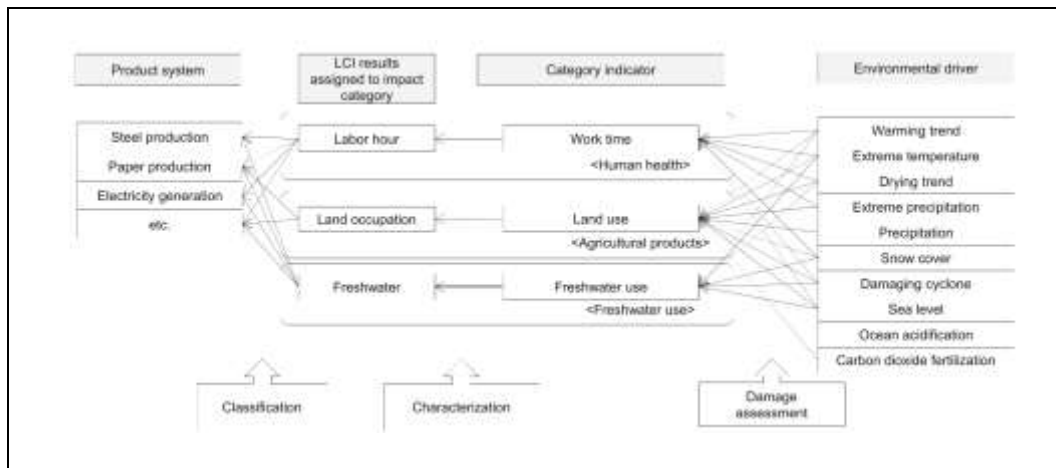 Product system
LCI results
assigned to impact
category
Category indicator
Environmental driver
Steel production
Paper production
Electricity generation
etc.
Labor hour
Work time
<Human health>
Land occupation
Land use
<Agricultural products>
Freshwater
Freshwater use
<Freshwater use>
Warming trend
Extreme temperature
Drying trend
Extreme precipitation
Precipitation
Snow cover
Damaging cyclone
Sea level
Ocean acidification
Carbon dioxide fertilization
Classification
Characterization
Damage
assessment